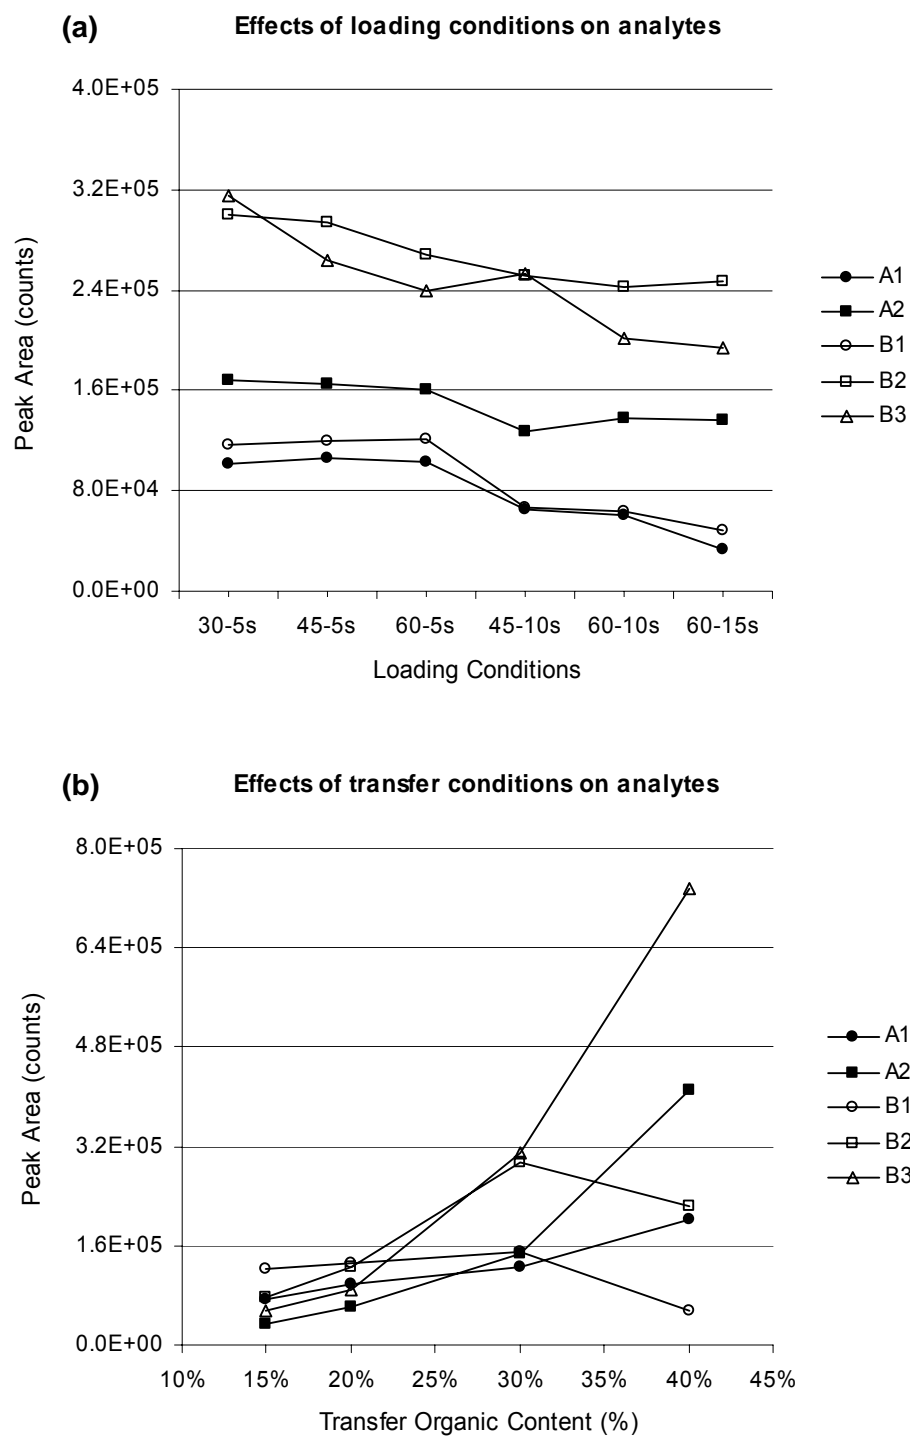 (a) Effects of loading conditions on analytes
4.0E+05
3.2E+05
2.4E+05
1.6E+05
8.0E+04
0.0E+00
Peak Area (counts)
30-5s 45-5s 60-5s 45-10s 60-10s 60-15s
Loading Conditions
A1
A2
B1
B2
B3
(b) Effects of transfer conditions on analytes
8.0E+05
6.4E+05
4.8E+05
3.2E+05
1.6E+05
0.0E+00
Peak Area (counts)
10% 15% 20% 25% 30% 35% 40% 45%
Transfer Organic Content (%)
A1
A2
B1
B2
B3